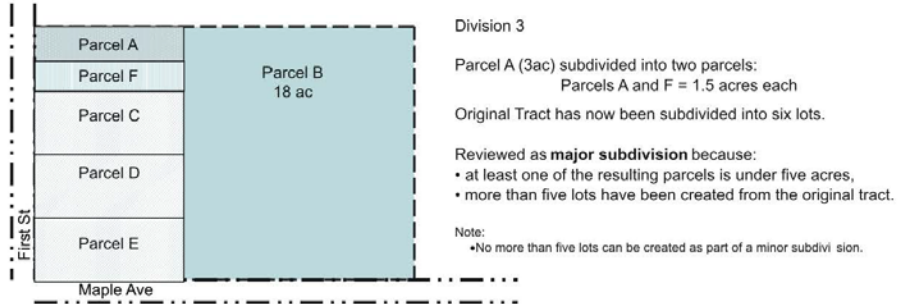 Parcel A
Parcel F
Parcel B
18 ac
Parcel C
Parcel D
Parcel E
First St
Maple Ave
Division 3
Parcel A (3ac) subdivided into two parcels:
Parcels A and F = 1.5 acres each
Original Tract has now been subdivided into six lots.
Reviewed as major subdivision because:
• at least one of the resulting parcels is under five acres,
• more than five lots have been created from the original tract.
Note:
•No more than five lots can be created as part of a minor subdivi sion.